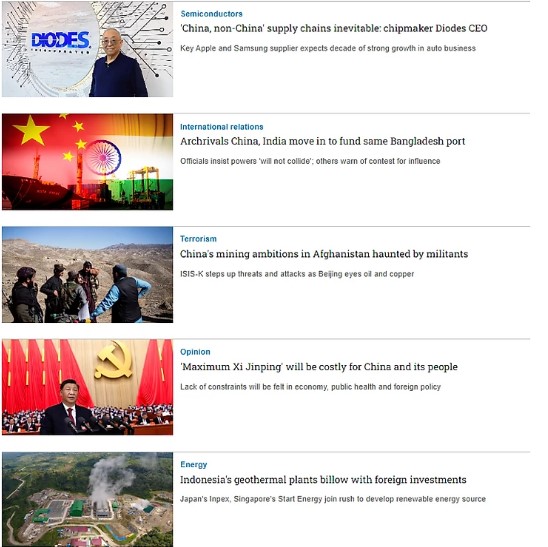 DIODES
INCORPORATED
Semiconductors
'China, non-China' supply chains inevitable: chipmaker Diodes CEO
Key Apple and Samsung supplier expects decade of strong growth in auto business
International relations
Archrivals China, India move in to fund same Bangladesh port
Officials insist powers 'will not collide'; others warn of contest for influence
Terrorism
China's mining ambitions in Afghanistan haunted by militants
ISIS-K steps up threats and attacks as Beijing eyes oil and copper
Opinion
'Maximum Xi Jinping' will be costly for China and its people
Lack of constraints will be felt in economy, public health and foreign policy
Energy
Indonesia's geothermal plants billow with foreign investments
Japan's Inpex, Singapore's Start Energy join rush to develop renewable energy source